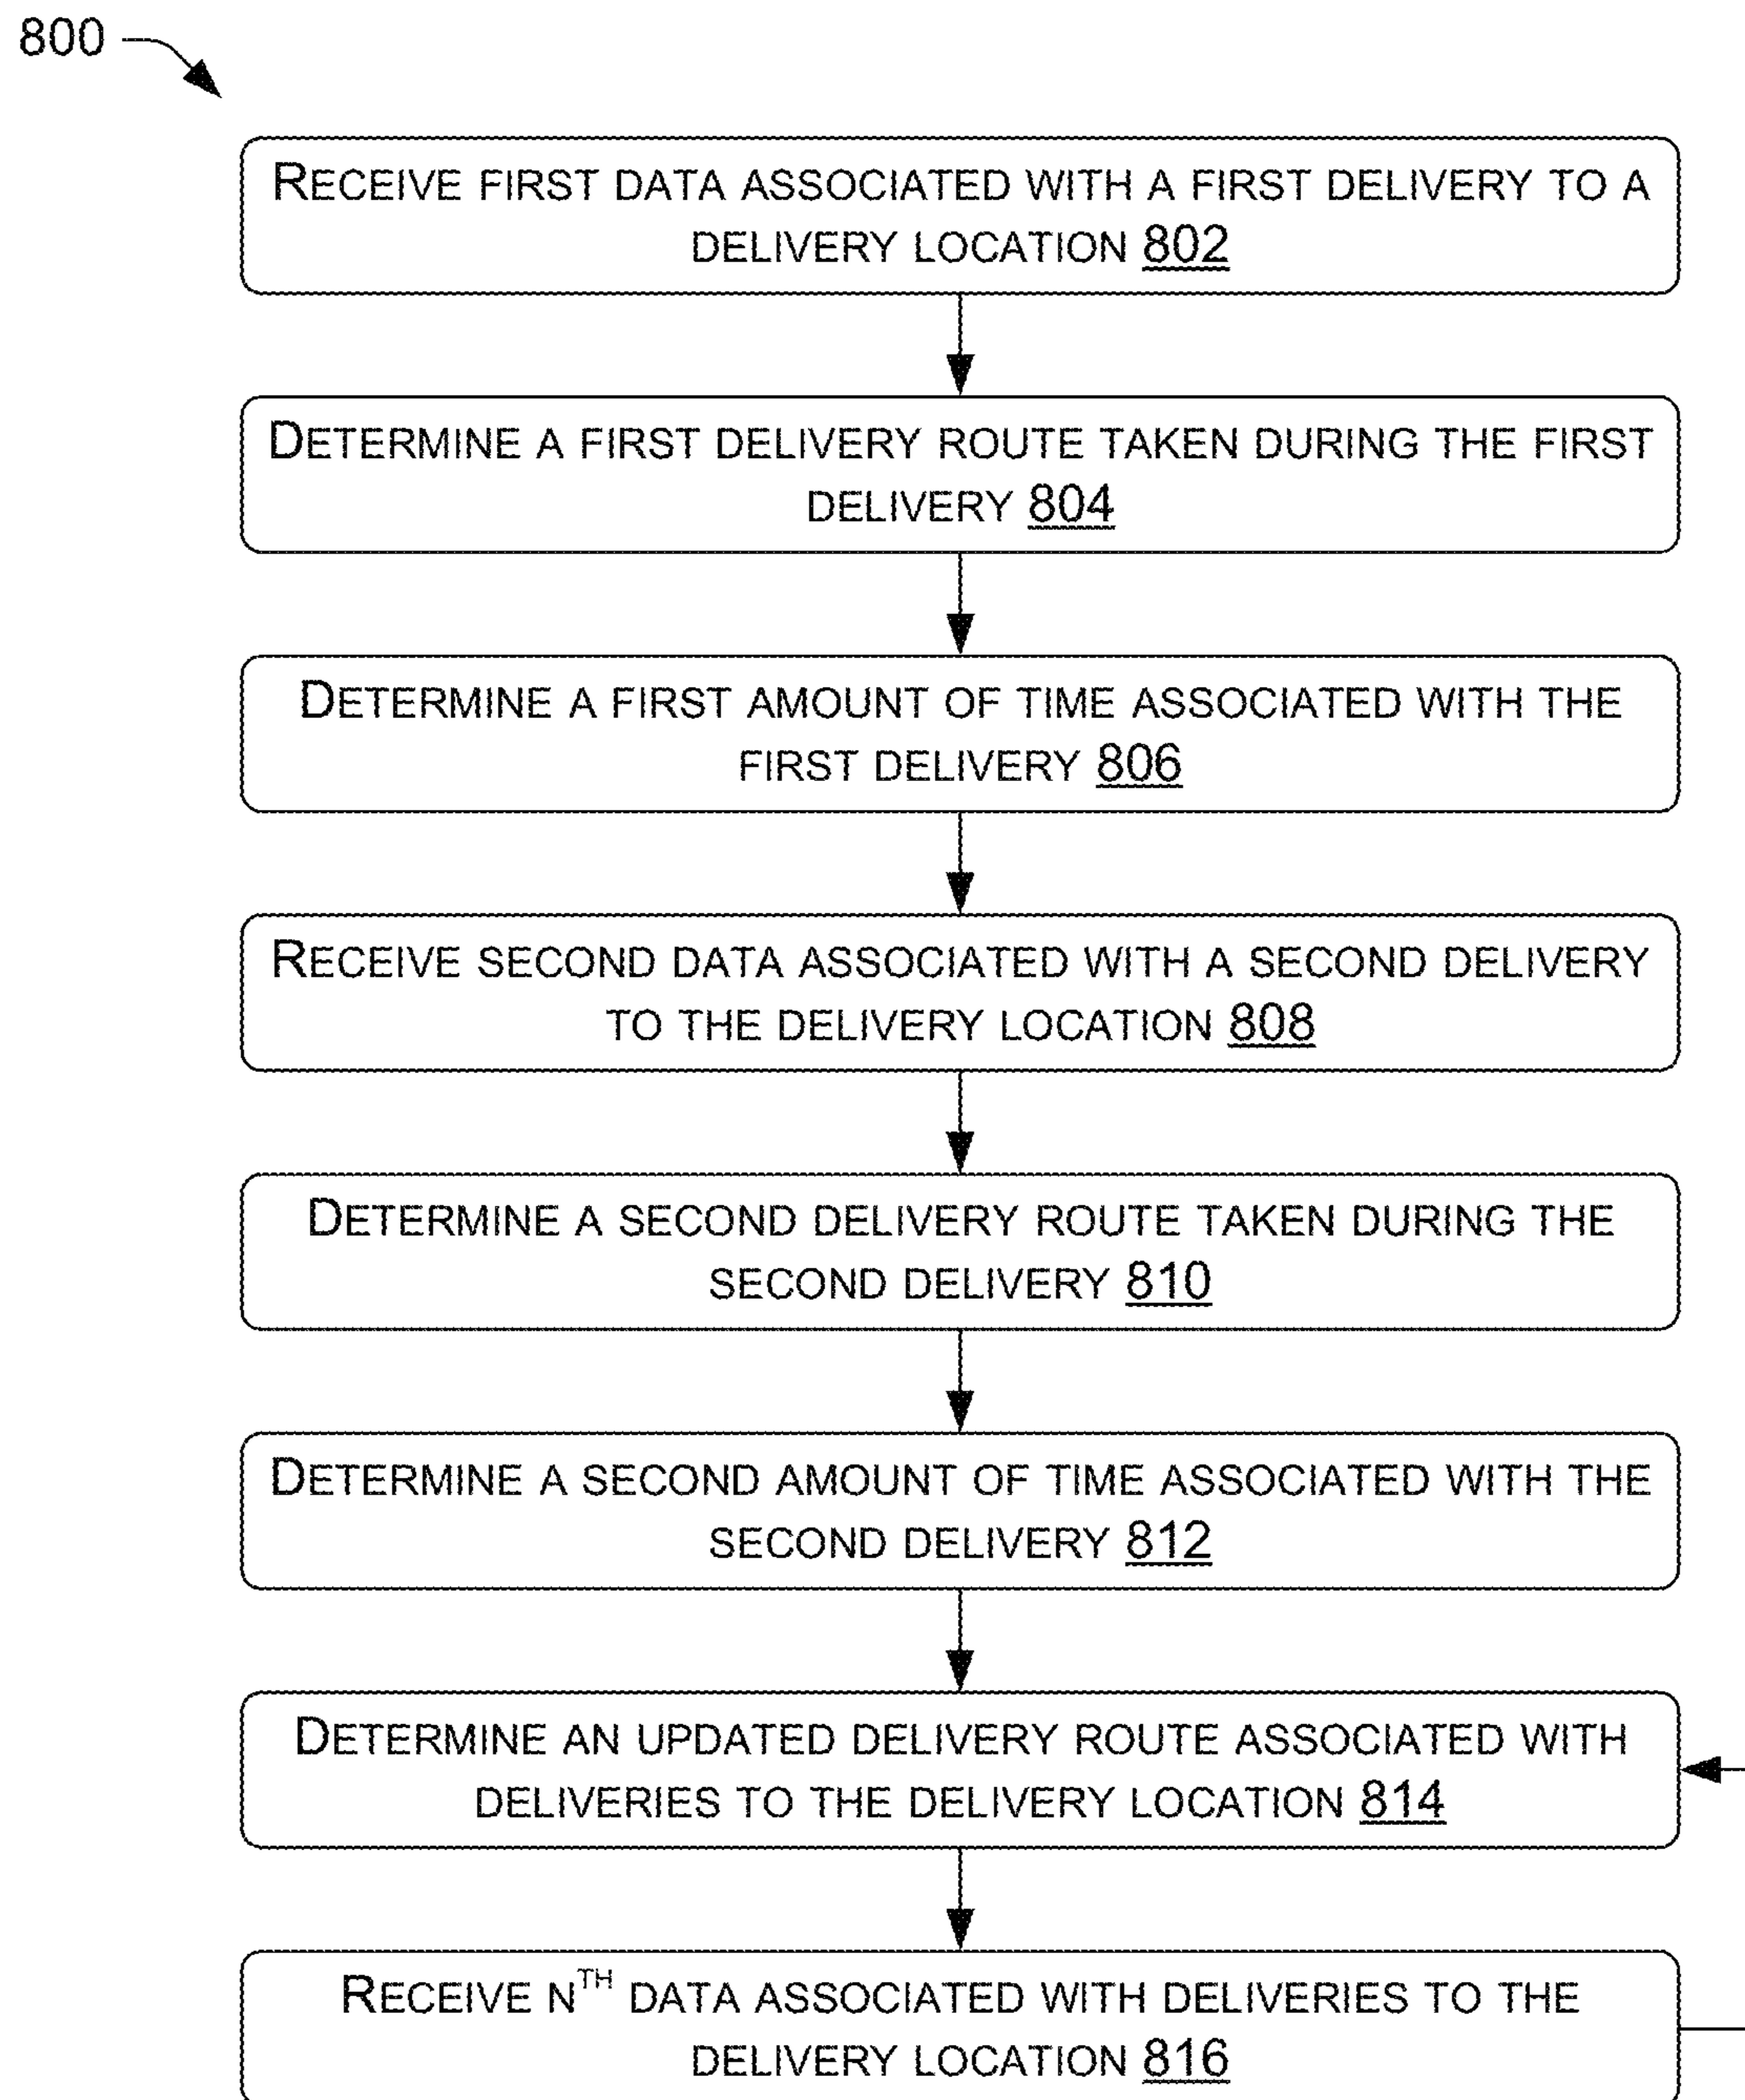 800
RECEIVE FIRST DATA ASSOCIATED WITH A FIRST DELIVERY TO A
DELIVERY LOCATION 802
DETERMINE A FIRST DELIVERY ROUTE TAKEN DURING THE FIRST
DELIVERY 804
DETERMINE A FIRST AMOUNT OF TIME ASSOCIATED WITH THE
FIRST DELIVERY 806
RECEIVE SECOND DATA ASSOCIATED WITH A SECOND DELIVERY
TO THE DELIVERY LOCATION 808
DETERMINE A SECOND DELIVERY ROUTE TAKEN DURING THE
SECOND DELIVERY 810
DETERMINE A SECOND AMOUNT OF TIME ASSOCIATED WITH THE
SECOND DELIVERY 812
DETERMINE AN UPDATED DELIVERY ROUTE ASSOCIATED WITH
DELIVERIES TO THE DELIVERY LOCATION 814
RECEIVE NTH DATA ASSOCIATED WITH DELIVERIES TO THE
DELIVERY LOCATION 816